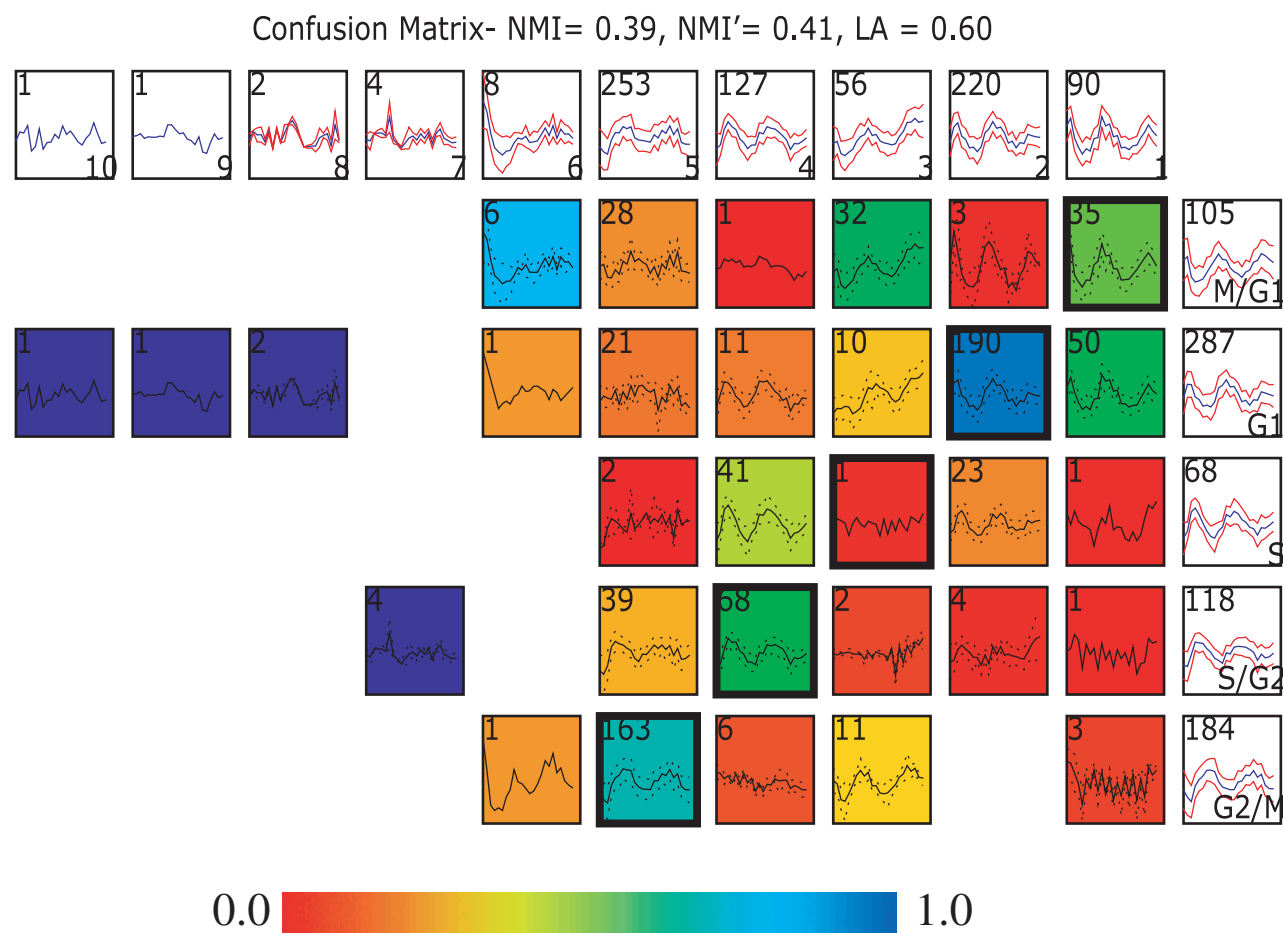 Confusion Matrix- NMI= 0.39, NMI'= 0.41, LA = 0.60
1 1 2 4 8 253 127 56 220 90
10 9 8 7 6 5 4 3 2 1
6 28 1 32 3 35 105
M/G1
1 1 2 1 21 11 10 190 50 287
G1
2 41 1 23 1 68
S
4 39 68 2 4 1 118
S/G2
1 163 6 11 3 184
G2/M
0.0 1.0